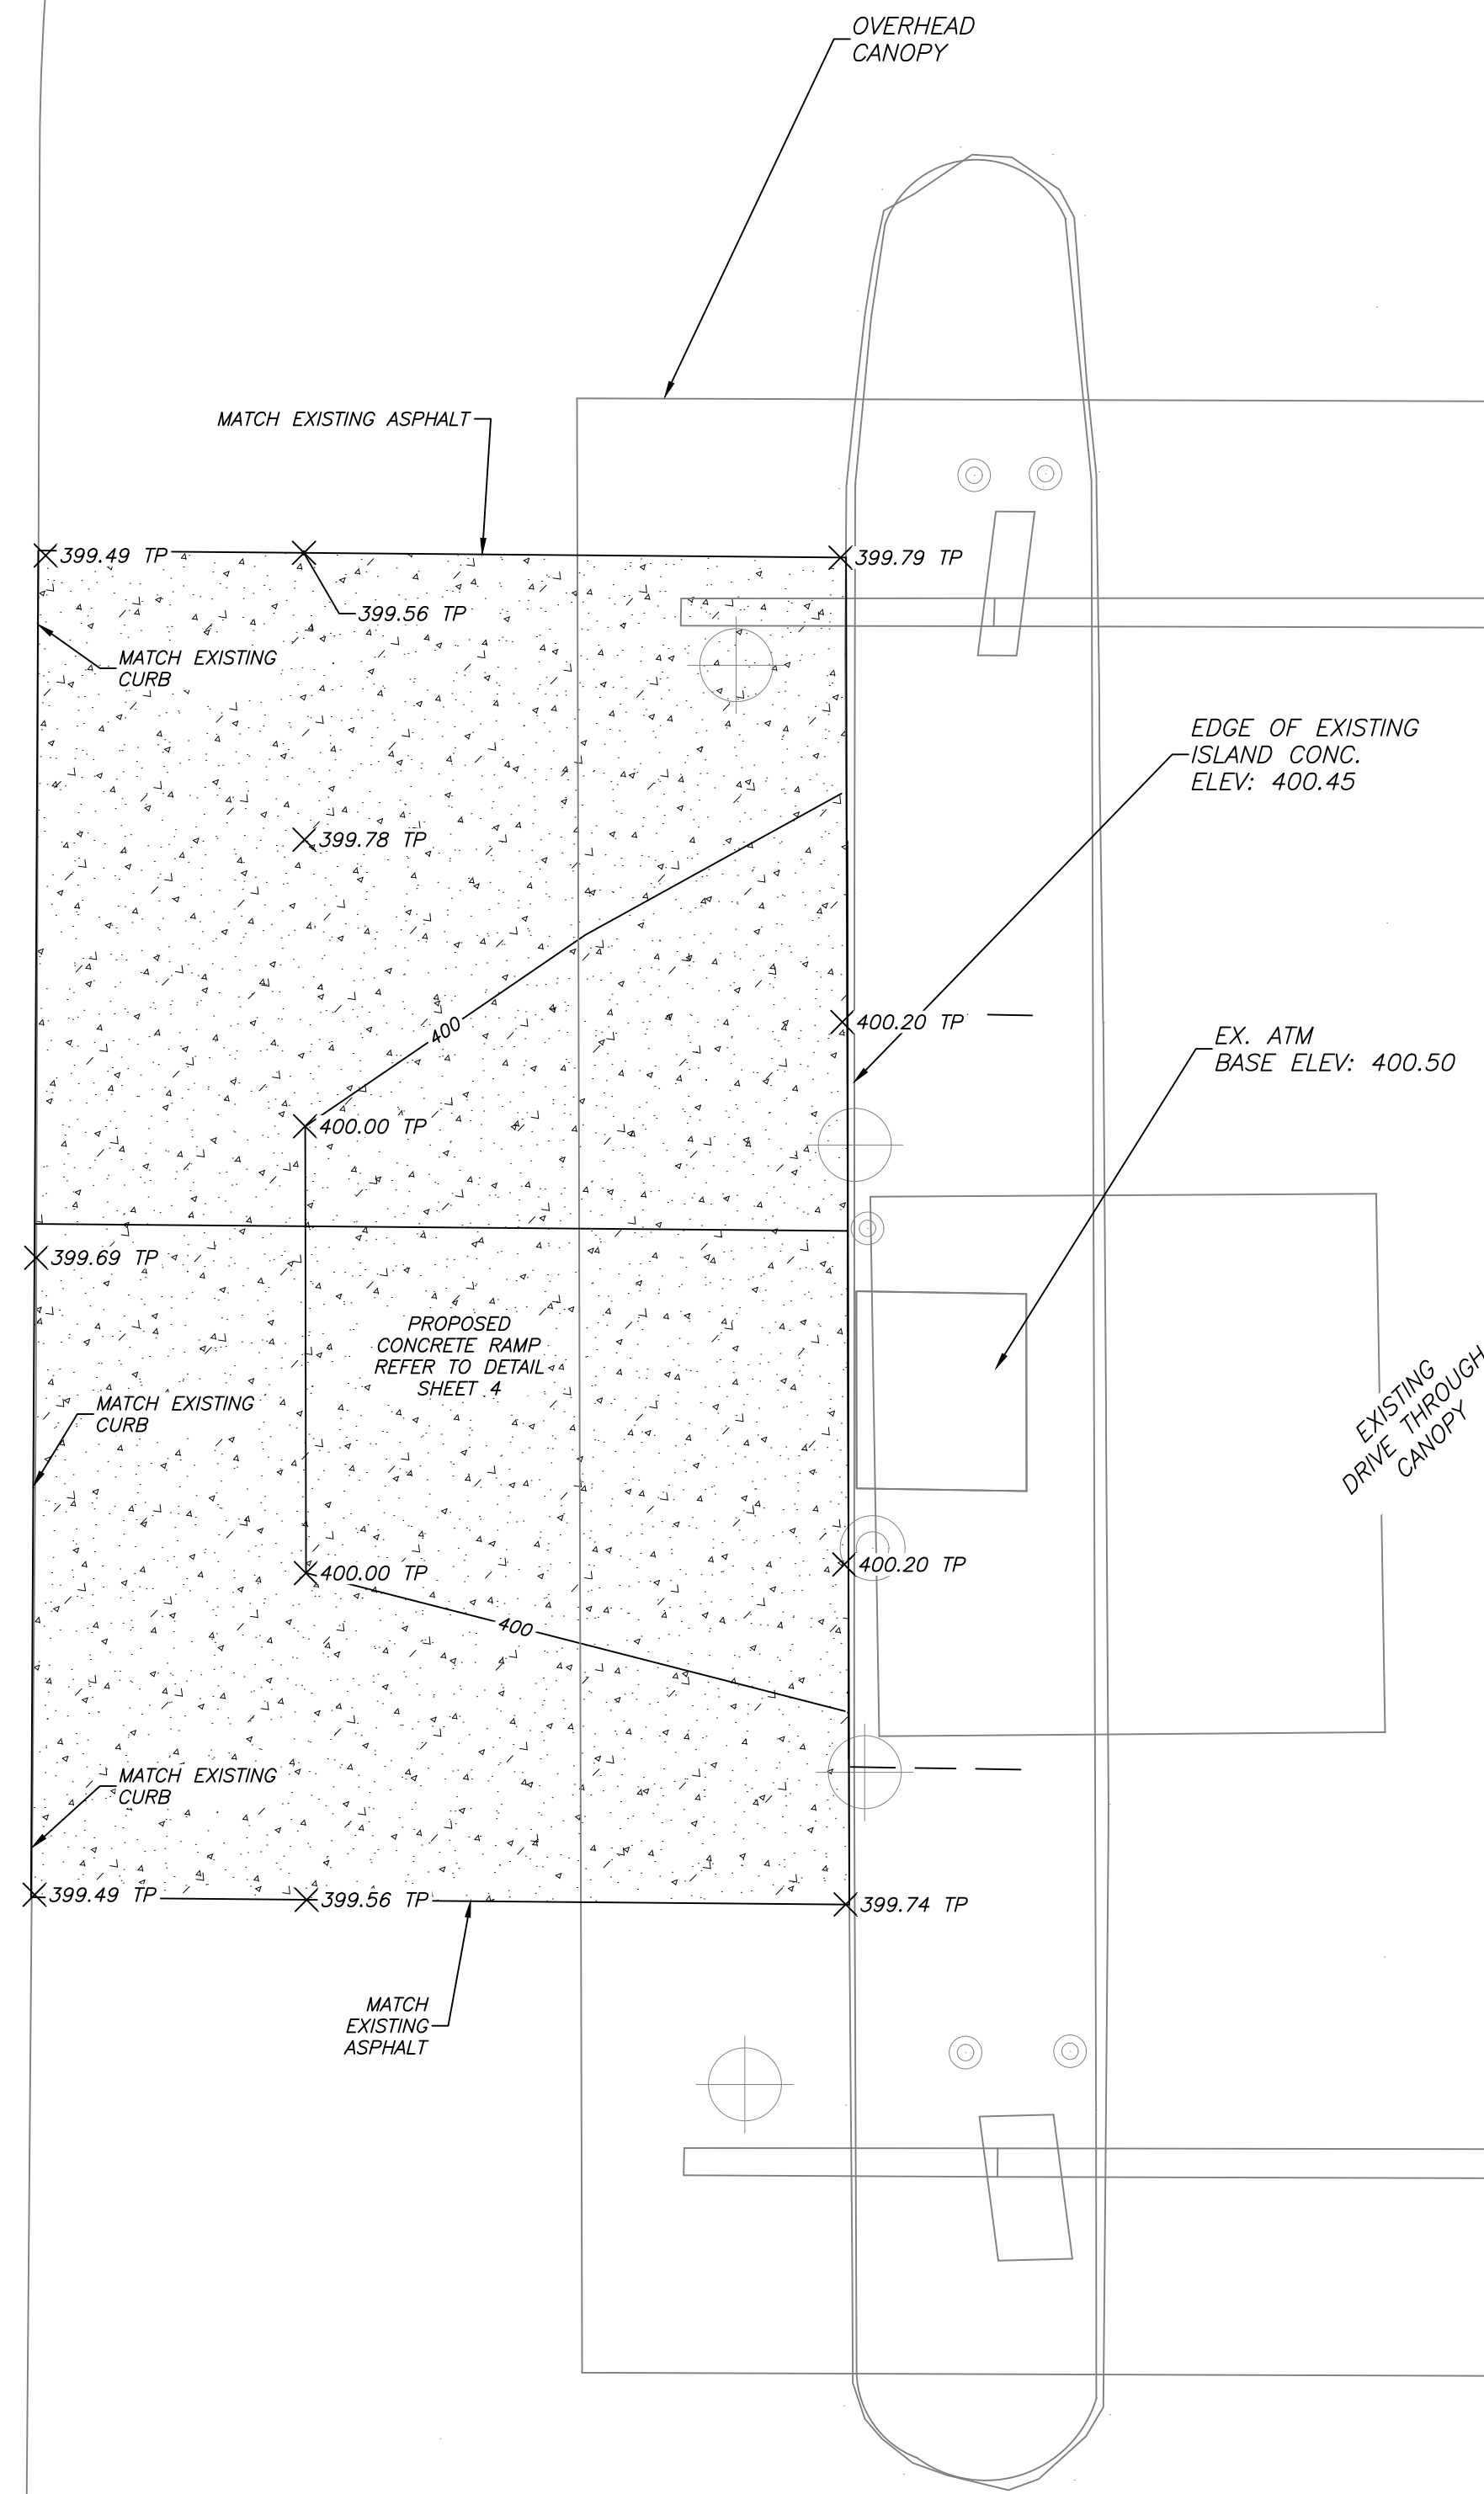 OVERHEAD
CANOPY
MATCH EXISTING ASPHALT
399.49 TP
399.79 TP
399.56 TP
MATCH EXISTING
CURB
EDGE OF EXISTING
ISLAND CONC.
ELEV: 400.45
399.78 TP
400.20 TP
400
EX. ATM
BASE ELEV: 400.50
400.00 TP
399.69 TP
PROPOSED
CONCRETE RAMP
REFER TO DETAIL
SHEET 4
MATCH EXISTING
CURB
EXISTING
DRIVE THROUGH
CANOPY
400.20 TP
400.00 TP
400
MATCH EXISTING
CURB
399.49 TP
399.56 TP
399.74 TP
MATCH
EXISTING
ASPHALT